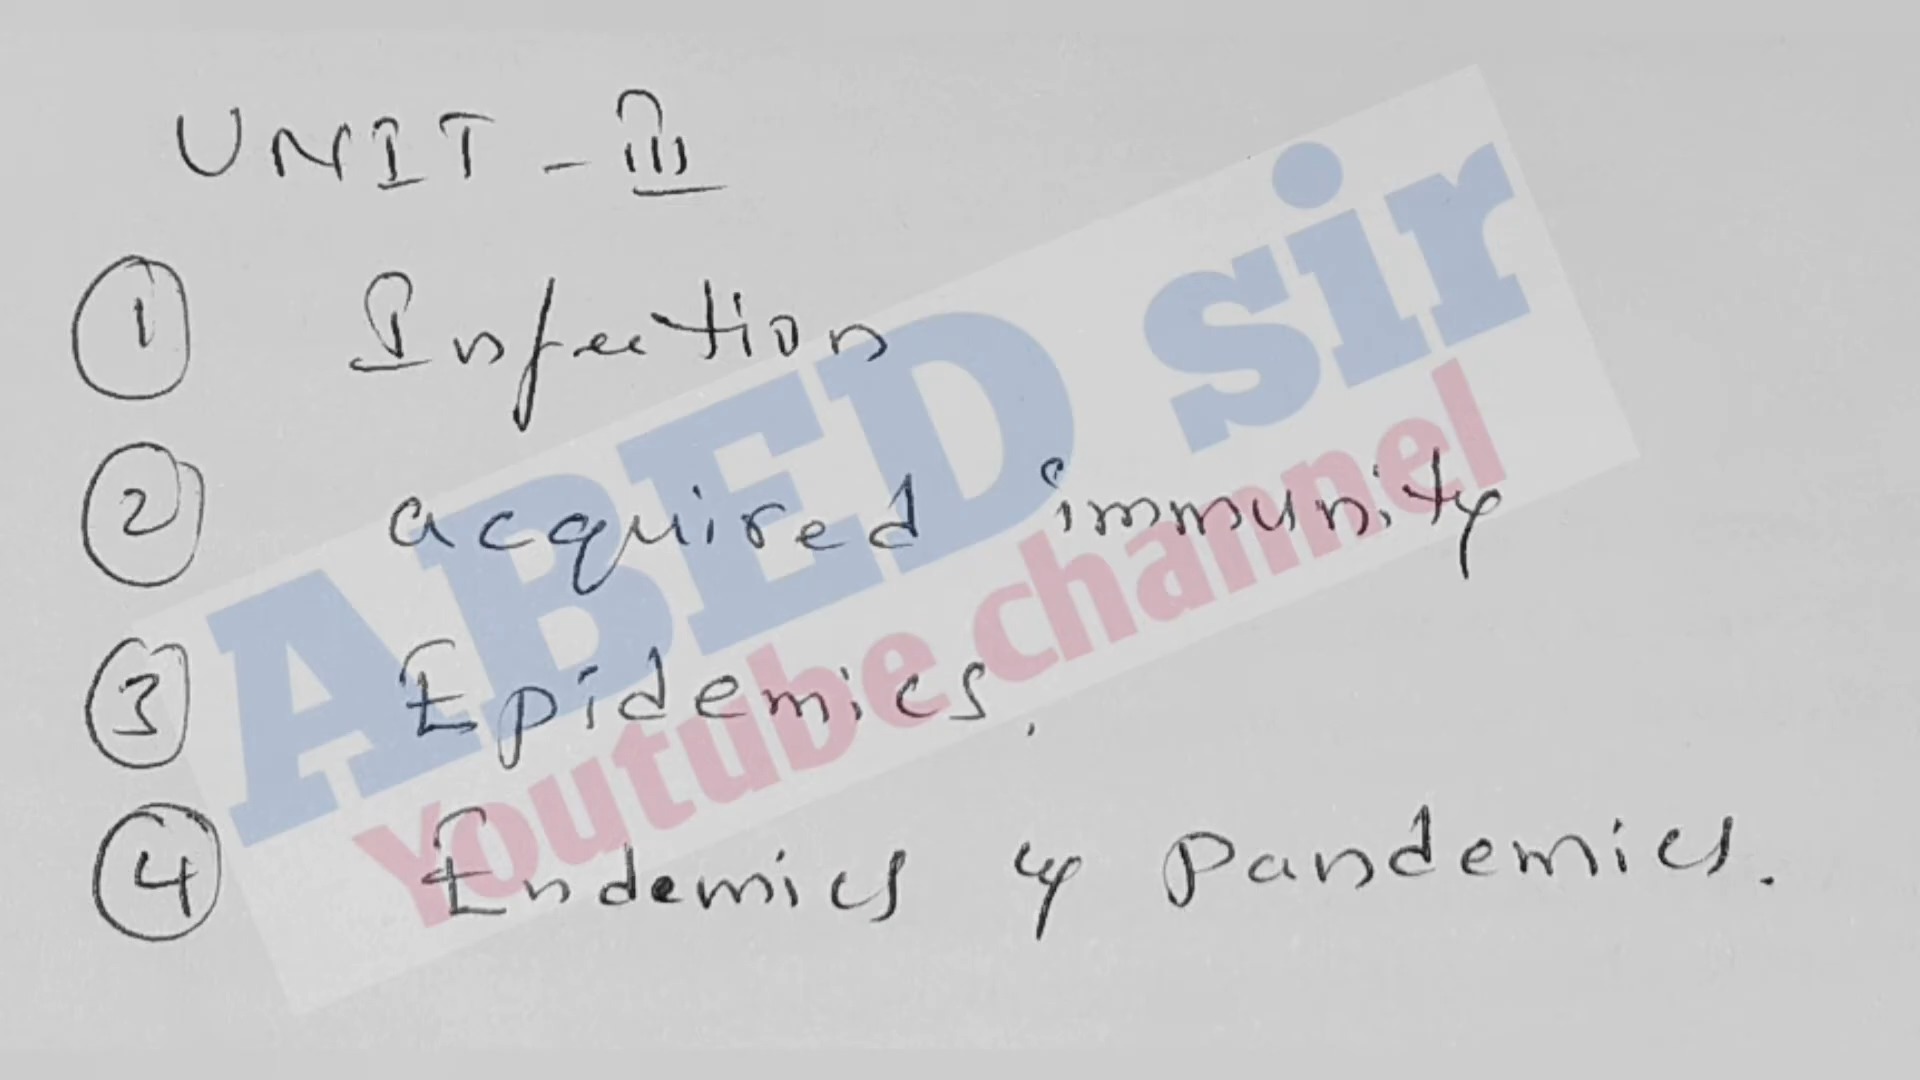 UNIT - III
1 Infection
2 acquired immunity
3 Epidemics.
4 Endemics & Pandemics.
ABED sir
Youtube channel